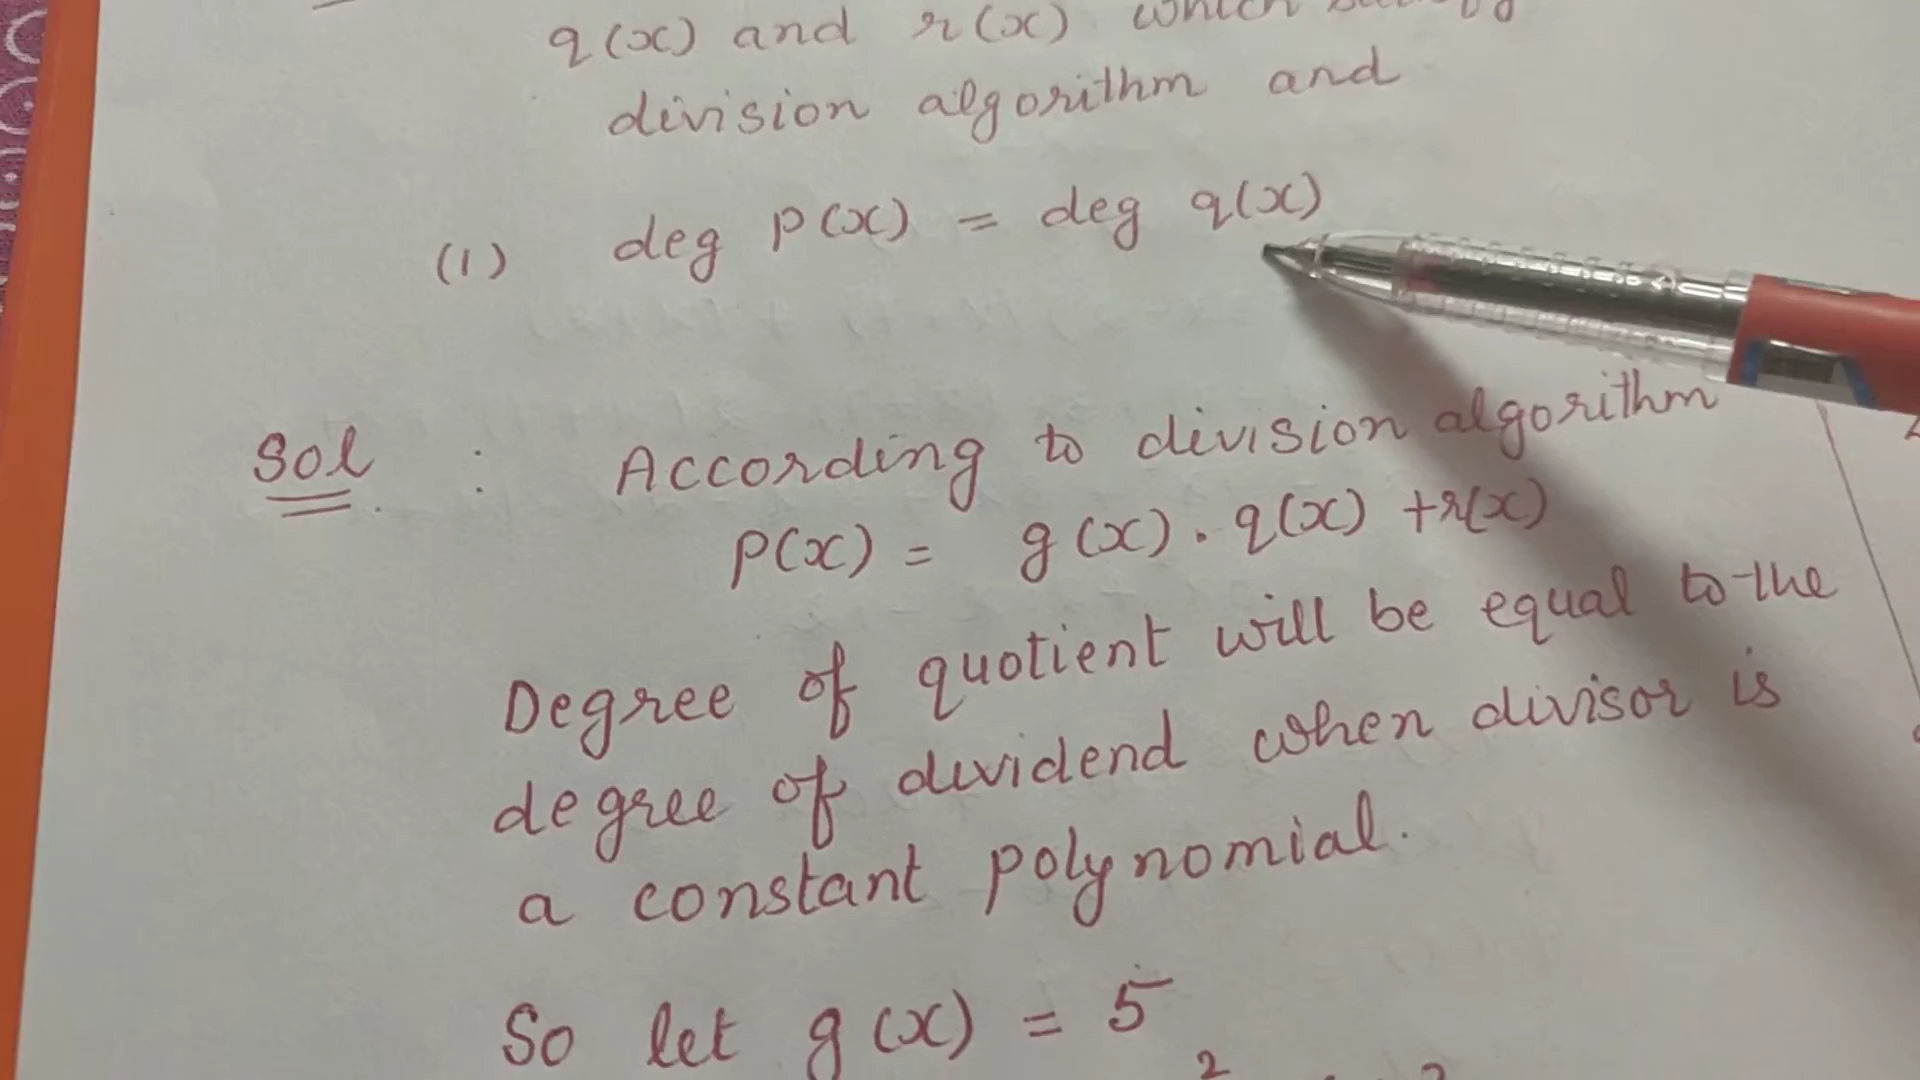 q(x) and r(x) which
division algorithm and
(1) deg p(x) = deg q(x)
Sol : According to division algorithm
p(x) = g(x) . q(x) + r(x)
Degree of quotient will be equal to the
degree of dividend when divisor is
a constant polynomial.
So let g(x) = 5